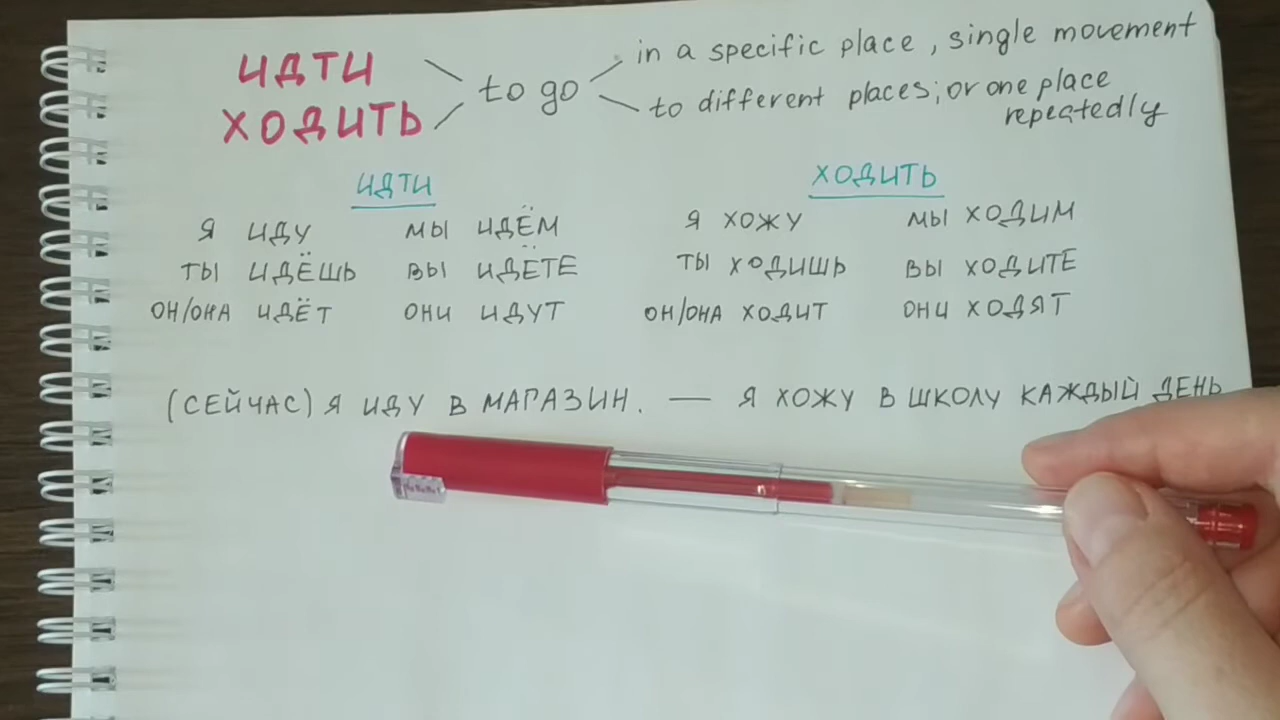 ИДТИ
ХОДИТЬ
to go
in a specific place, single movement
to different places; or one place
repeatedly
ИДТИ
Я ИДУ МЫ ИДЁМ
ТЫ ИДЁШЬ ВЫ ИДЁТЕ
ОН/ОНА ИДЁТ ОНИ ИДУТ
ХОДИТЬ
Я ХОЖУ МЫ ХОДИМ
ТЫ ХОДИШЬ ВЫ ХОДИТЕ
ОН/ОНА ХОДИТ ОНИ ХОДЯТ
(СЕЙЧАС) Я ИДУ В МАГАЗИН. — Я ХОЖУ В ШКОЛУ КАЖДЫЙ ДЕНЬ